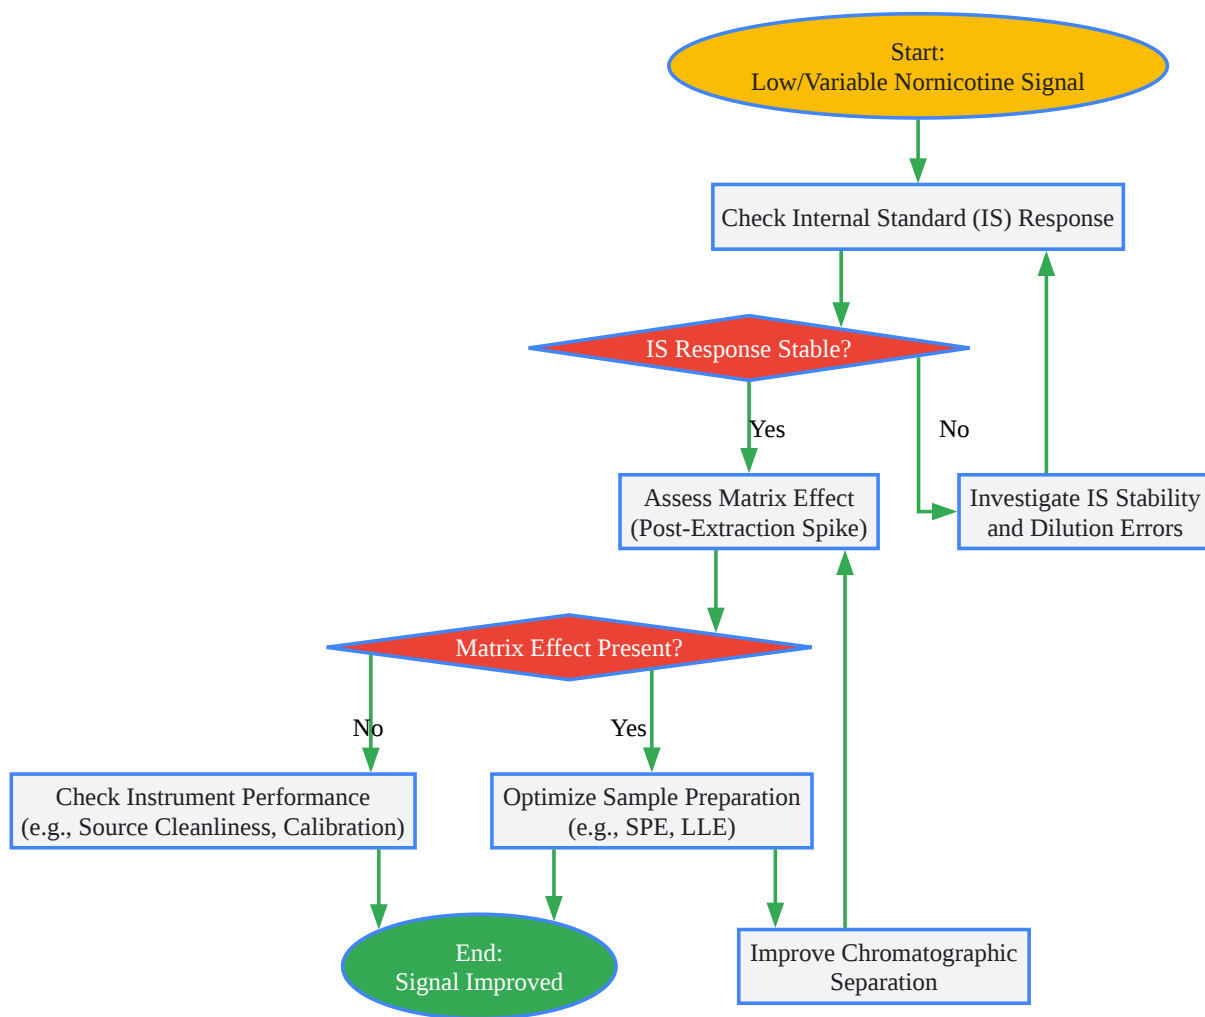 Start:
Low/Variable Nornicotine Signal
Check Internal Standard (IS) Response
IS Response Stable?
Yes
No
Assess Matrix Effect
(Post-Extraction Spike)
Investigate IS Stability
and Dilution Errors
Matrix Effect Present?
No
Yes
Check Instrument Performance
(e.g., Source Cleanliness, Calibration)
Optimize Sample Preparation
(e.g., SPE, LLE)
End:
Signal Improved
Improve Chromatographic
Separation